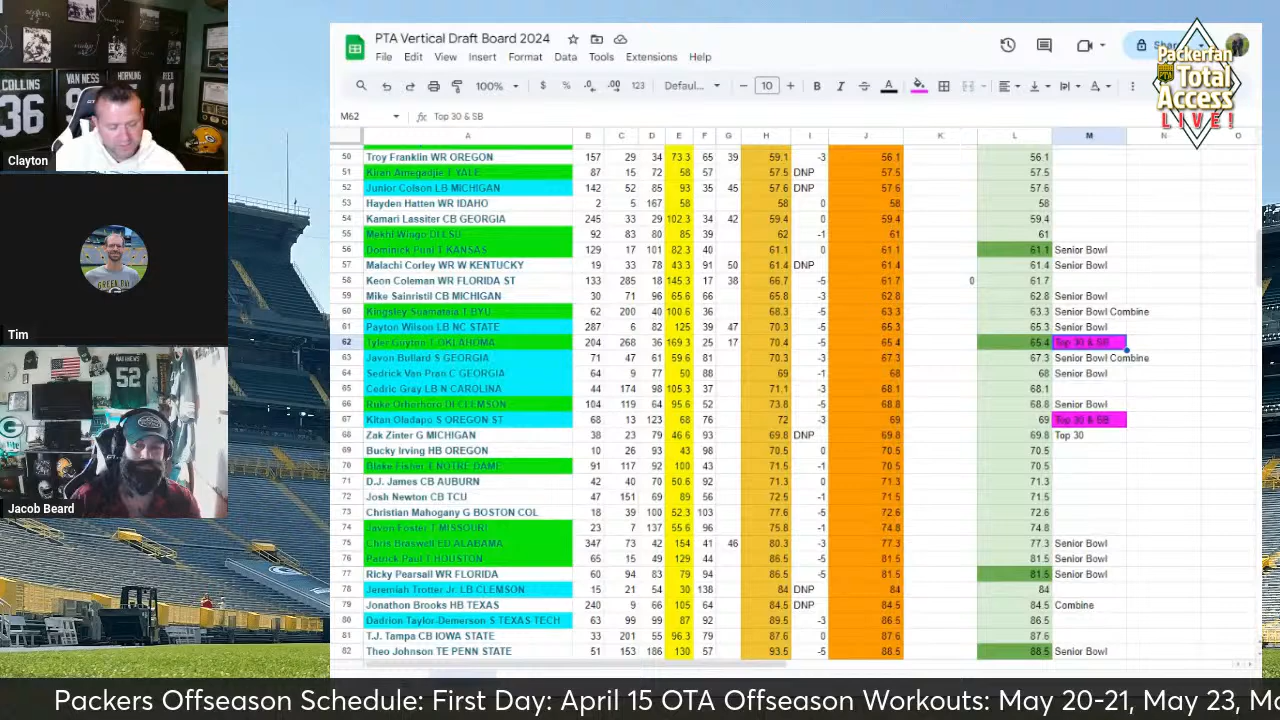 COLLINS
36
VAN NESS
HORNUNG
REES
11
Clayton
GREEN BAY
Tim
MATTHEWS
52
Jacob Beard
Packerfan
Total
Access
LIVE!
PTA Vertical Draft Board 2024
File Edit View Insert Format Data Tools Extensions Help
100% $ % .0 .00 123 Defaul... 10 B I A
M62 fx Top 30 & SB
A B C D E F G H I J K L M N O
50 Troy Franklin WR OREGON 157 29 34 73.3 65 39 59.1 -3 56.1 56.1
51 Kiran Amegadjie T YALE 87 15 72 58 57 57.5 DNP 57.5 57.5
52 Junior Colson LB MICHIGAN 142 52 85 93 35 45 57.6 DNP 57.6 57.6
53 Hayden Hatten WR IDAHO 2 5 167 58 58 0 58 58
54 Kamari Lassiter CB GEORGIA 245 33 29 102.3 34 42 59.4 0 59.4 59.4
55 Mekhi Wingo DI LSU 92 83 80 85 39 62 -1 61 61
56 Dominick Puni T KANSAS 129 17 101 82.3 40 61.1 0 61.1 61.1 Senior Bowl
57 Malachi Corley WR W KENTUCKY 19 33 78 43.3 91 50 61.4 DNP 61.4 61.4 Senior Bowl
58 Keon Coleman WR FLORIDA ST 133 285 18 145.3 17 38 66.7 -5 61.7 0 61.7
59 Mike Sainristil CB MICHIGAN 30 71 96 65.6 66 65.8 -3 62.8 62.8 Senior Bowl
60 Kingsley Suamataia T BYU 62 200 40 100.6 36 68.3 -5 63.3 63.3 Senior Bowl Combine
61 Payton Wilson LB NC STATE 287 6 82 125 39 47 70.3 -5 65.3 65.3 Senior Bowl
62 Tyler Guyton T OKLAHOMA 204 268 36 169.3 25 17 70.4 -5 65.4 65.4 Top 30 & SB
63 Javon Bullard S GEORGIA 71 47 61 59.6 81 70.3 -3 67.3 67.3 Senior Bowl Combine
64 Sedrick Van Pran C GEORGIA 14 9 77 50 88 69 -1 68 68 Senior Bowl
65 Cedric Gray LB N CAROLINA 44 174 98 105.3 37 71.1 -3 68.1 68.1
66 Ruke Orhorhoro DI CLEMSON 104 119 64 95.6 52 73.8 -5 68.8 68.8 Senior Bowl
67 Kitan Oladapo S OREGON ST 68 13 123 68 76 72 -3 69 69 Top 30 & SB
68 Zak Zinter G MICHIGAN 38 23 79 46.6 93 69.8 DNP 69.8 69.8 Top 30
69 Bucky Irving HB OREGON 10 26 93 43 98 70.5 0 70.5 70.5
70 Blake Fisher T NOTRE DAME 91 117 92 100 43 71.5 -1 70.5 70.5
71 D.J. James CB AUBURN 42 40 70 50.6 92 71.3 0 71.3 71.3
72 Josh Newton CB TCU 47 151 69 89 56 72.5 -1 71.5 71.5
73 Christian Mahogany G BOSTON COL 18 39 100 52.3 103 77.6 -5 72.6 72.6
74 Javon Foster T MISSOURI 23 7 137 55.6 96 75.8 -1 74.8 74.8
75 Chris Braswell ED ALABAMA 347 73 42 154 41 46 80.3 -3 77.3 77.3 Senior Bowl
76 Patrick Paul T HOUSTON 65 15 49 129 44 86.5 -5 81.5 81.5 Senior Bowl
77 Ricky Pearsall WR FLORIDA 60 94 83 79 94 86.5 -5 81.5 81.5 Senior Bowl
78 Jeremiah Trotter Jr. LB CLEMSON 15 21 54 30 138 84 DNP 84 84
79 Jonathon Brooks HB TEXAS 240 9 66 105 64 84.5 DNP 84.5 84.5 Combine
80 Dadrion Taylor-Demerson S TEXAS TECH 63 99 99 87 92 89.5 -3 86.5 86.5
81 T.J. Tampa CB IOWA STATE 33 201 55 96.3 79 87.6 0 87.6 87.6
82 Theo Johnson TE PENN STATE 51 153 186 130 57 93.5 -5 88.5 88.5 Senior Bowl
Packers Offseason Schedule: First Day: April 15 OTA Offseason Workouts: May 20-21, May 23, Mo